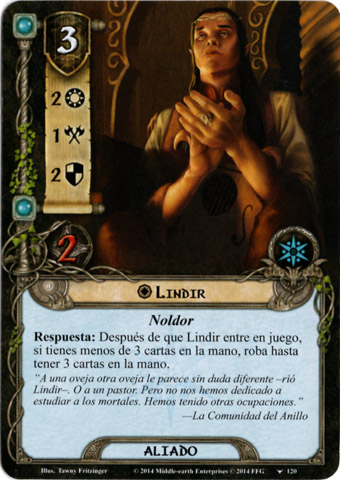 3
2
1
2
2
LINDIR
Noldor
Respuesta: Después de que Lindir entre en juego,
si tienes menos de 3 cartas en la mano, roba hasta
tener 3 cartas en la mano.
“A una oveja otra oveja le parece sin duda diferente –rió
Lindir–. O a un pastor. Pero no nos hemos dedicado a
estudiar a los mortales. Hemos tenido otras ocupaciones.”
—La Comunidad del Anillo
ALIADO
Illus. Tawny Fritzinger © 2014 Middle-earth Enterprises © 2014 FFG 120